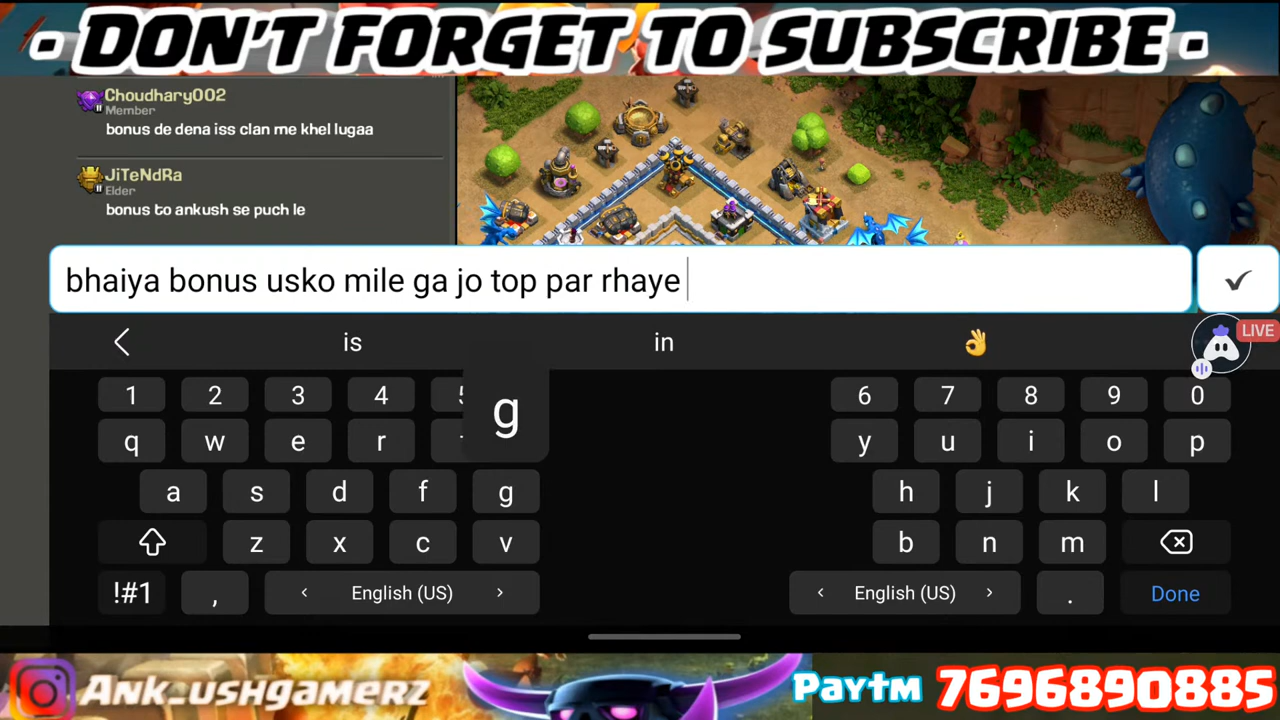 - DON'T FORGET TO SUBSCRIBE -
Choudhary002
Member
bonus de dena iss clan me khel lugaa
JiTeNdRa
Elder
bonus to ankush se puch le
bhaiya bonus usko mile ga jo top par rhaye
is in 👌 LIVE
1 2 3 4 5 6 7 8 9 0
g
q w e r y u i o p
a s d f g h j k l
z x c v b n m
!#1 , < English (US) > < English (US) > . Done
Ank_ushgamerz Paytm 7696890885